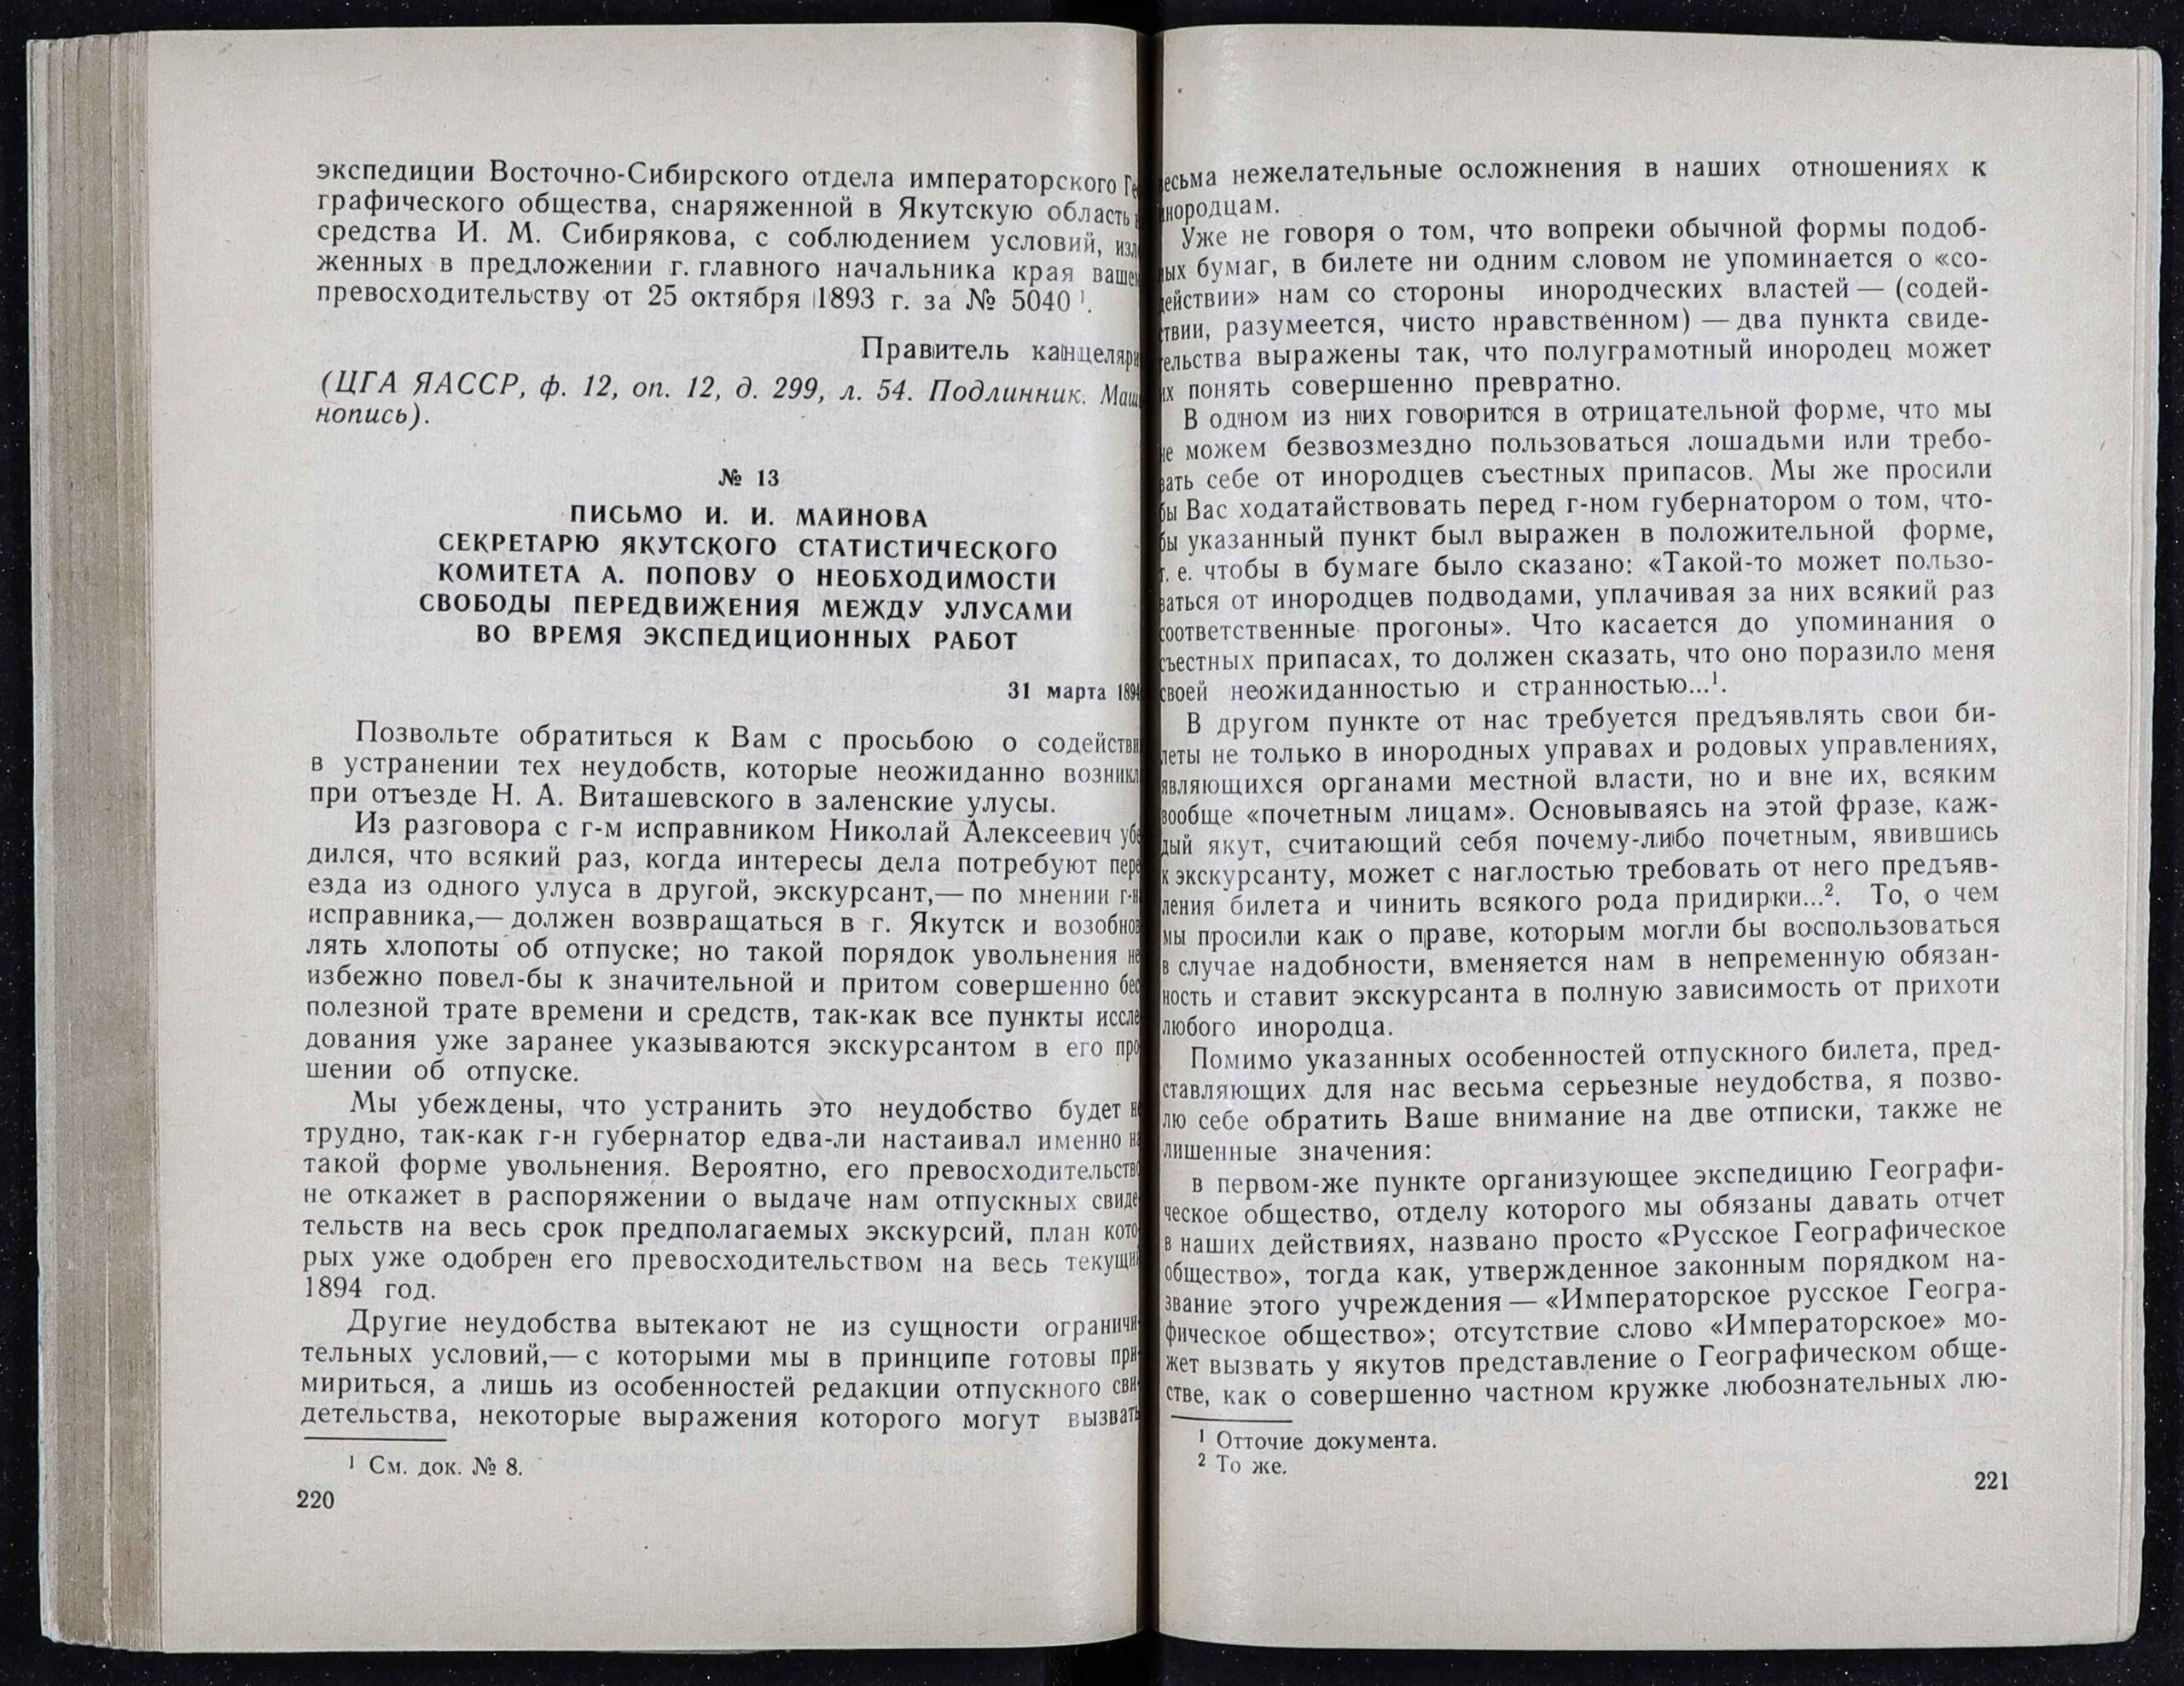 экспедиции Восточно-Сибирского отдела императорского Ге
графического общества, снаряженной в Якутскую область
средства И. М. Сибирякова, с соблюдением условий, изл
женных в предложении г. главного начальника края вашем
превосходительству от 25 октября 1893 г. за № 5040 ¹.
Правитель канцеляри
(ЦГА ЯАССР, ф. 12, оп. 12, д. 299, л. 54. Подлинник. Маш
нопись).
№ 13
ПИСЬМО И. И. МАЙНОВА
СЕКРЕТАРЮ ЯКУТСКОГО СТАТИСТИЧЕСКОГО
КОМИТЕТА А. ПОПОВУ О НЕОБХОДИМОСТИ
СВОБОДЫ ПЕРЕДВИЖЕНИЯ МЕЖДУ УЛУСАМИ
ВО ВРЕМЯ ЭКСПЕДИЦИОННЫХ РАБОТ
31 марта 1894
Позвольте обратиться к Вам с просьбою о содействи
в устранении тех неудобств, которые неожиданно возникл
при отъезде Н. А. Виташевского в заленские улусы.
Из разговора с г-м исправником Николай Алексеевич убе
дился, что всякий раз, когда интересы дела потребуют пере
езда из одного улуса в другой, экскурсант,— по мнении г-н
исправника,— должен возвращаться в г. Якутск и возобнов
лять хлопоты об отпуске; но такой порядок увольнения не
избежно повел-бы к значительной и притом совершенно бес
полезной трате времени и средств, так-как все пункты иссле
дования уже заранее указываются экскурсантом в его про
шении об отпуске.
Мы убеждены, что устранить это неудобство будет не
трудно, так-как г-н губернатор едва-ли настаивал именно на
такой форме увольнения. Вероятно, его превосходительство
не откажет в распоряжении о выдаче нам отпускных свиде
тельств на весь срок предполагаемых экскурсий, план кото-
рых уже одобрен его превосходительством на весь текущий
1894 год.
Другие неудобства вытекают не из сущности ограничи-
тельных условий,— с которыми мы в принципе готовы при-
мириться, а лишь из особенностей редакции отпускного сви-
детельства, некоторые выражения которого могут вызвать
¹ См. док. № 8.
220
весьма нежелательные осложнения в наших отношениях к
инородцам.
Уже не говоря о том, что вопреки обычной формы подоб-
ных бумаг, в билете ни одним словом не упоминается о «со-
действии» нам со стороны инородческих властей — (содей-
ствии, разумеется, чисто нравственном) — два пункта свиде-
тельства выражены так, что полуграмотный инородец может
их понять совершенно превратно.
В одном из них говорится в отрицательной форме, что мы
не можем безвозмездно пользоваться лошадьми или требо-
вать себе от инородцев съестных припасов. Мы же просили
бы Вас ходатайствовать перед г-ном губернатором о том, что-
бы указанный пункт был выражен в положительной форме,
т. е. чтобы в бумаге было сказано: «Такой-то может пользо-
ваться от инородцев подводами, уплачивая за них всякий раз
соответственные прогоны». Что касается до упоминания о
съестных припасах, то должен сказать, что оно поразило меня
своей неожиданностью и странностью...¹.
В другом пункте от нас требуется предъявлять свои би-
леты не только в инородных управах и родовых управлениях,
являющихся органами местной власти, но и вне их, всяким
вообще «почетным лицам». Основываясь на этой фразе, каж-
дый якут, считающий себя почему-либо почетным, явившись
к экскурсанту, может с наглостью требовать от него предъяв-
ления билета и чинить всякого рода придирки...². То, о чем
мы просили как о праве, которым могли бы воспользоваться
в случае надобности, вменяется нам в непременную обязан-
ность и ставит экскурсанта в полную зависимость от прихоти
любого инородца.
Помимо указанных особенностей отпускного билета, пред-
ставляющих для нас весьма серьезные неудобства, я позво-
лю себе обратить Ваше внимание на две отписки, также не
лишенные значения:
в первом-же пункте организующее экспедицию Географи-
ческое общество, отделу которого мы обязаны давать отчет
в наших действиях, названо просто «Русское Географическое
общество», тогда как, утвержденное законным порядком на-
звание этого учреждения — «Императорское русское Геогра-
фическое общество»; отсутствие слово «Императорское» мо-
жет вызвать у якутов представление о Географическом обще-
стве, как о совершенно частном кружке любознательных лю-
¹ Отточие документа.
² То же.
221